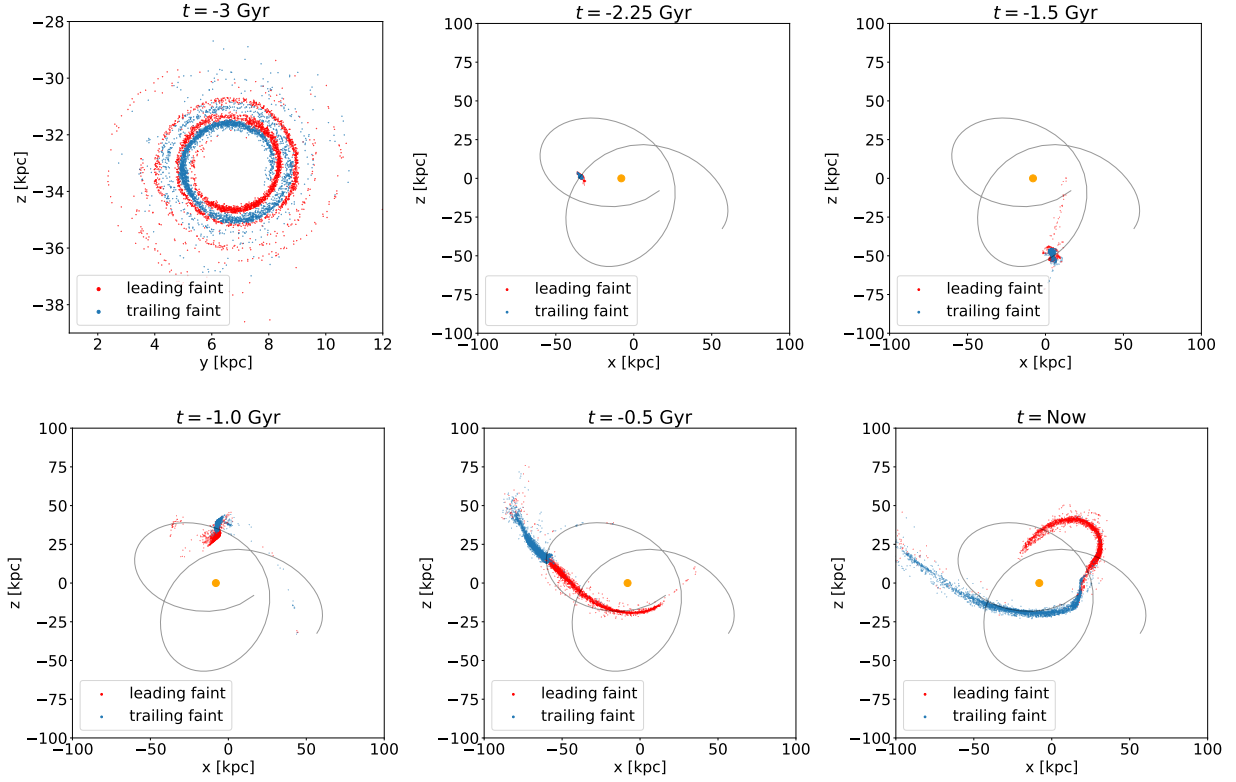 t = -3 Gyr
−28
−30
−32
−34
−36
−38
z [kpc]
leading faint
trailing faint
2 4 6 8 10 12
y [kpc]
t = -2.25 Gyr
100
75
50
25
0
−25
−50
−75
−100
z [kpc]
leading faint
trailing faint
−100 −50 0 50 100
x [kpc]
t = -1.5 Gyr
100
75
50
25
0
−25
−50
−75
−100
z [kpc]
leading faint
trailing faint
−100 −50 0 50 100
x [kpc]
t = -1.0 Gyr
100
75
50
25
0
−25
−50
−75
−100
z [kpc]
leading faint
trailing faint
−100 −50 0 50 100
x [kpc]
t = -0.5 Gyr
100
75
50
25
0
−25
−50
−75
−100
z [kpc]
leading faint
trailing faint
−100 −50 0 50 100
x [kpc]
t = Now
100
75
50
25
0
−25
−50
−75
−100
z [kpc]
leading faint
trailing faint
−100 −50 0 50 100
x [kpc]